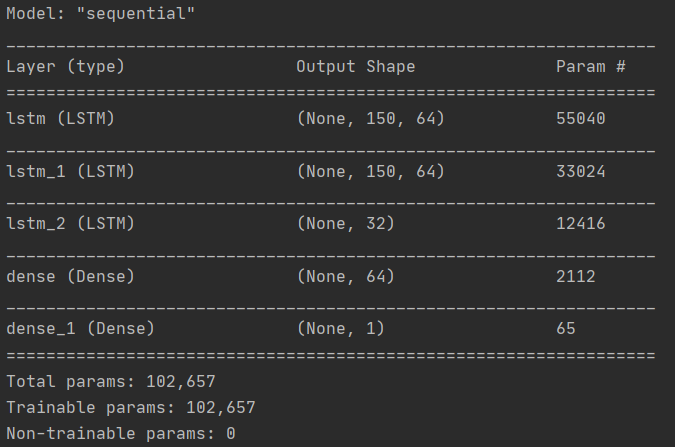 Model: "sequential"
_________________________________________________________________
Layer (type)                 Output Shape              Param #
=================================================================
lstm (LSTM)                  (None, 150, 64)           55040
_________________________________________________________________
lstm_1 (LSTM)                (None, 150, 64)           33024
_________________________________________________________________
lstm_2 (LSTM)                (None, 32)                12416
_________________________________________________________________
dense (Dense)                (None, 64)                2112
_________________________________________________________________
dense_1 (Dense)              (None, 1)                 65
=================================================================
Total params: 102,657
Trainable params: 102,657
Non-trainable params: 0